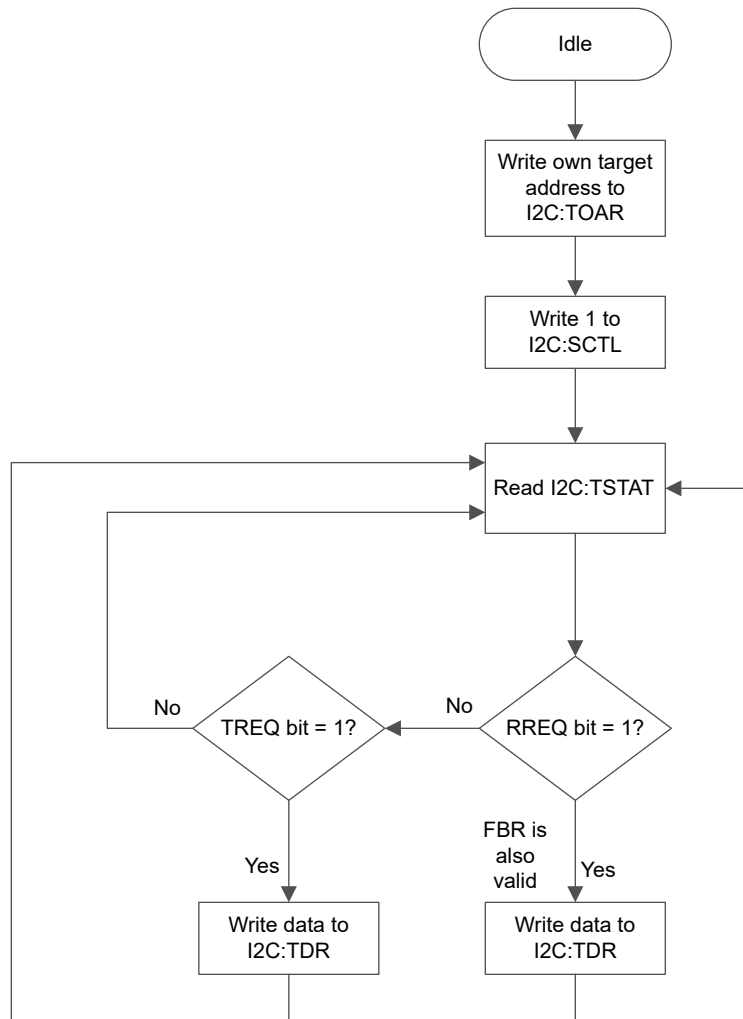 Idle
Write own target
address to
I2C:TOAR
Write 1 to
I2C:SCTL
Read I2C:TSTAT
No
TREQ bit = 1?
No
RREQ bit = 1?
Yes
FBR is
also
valid
Yes
Write data to
I2C:TDR
Write data to
I2C:TDR